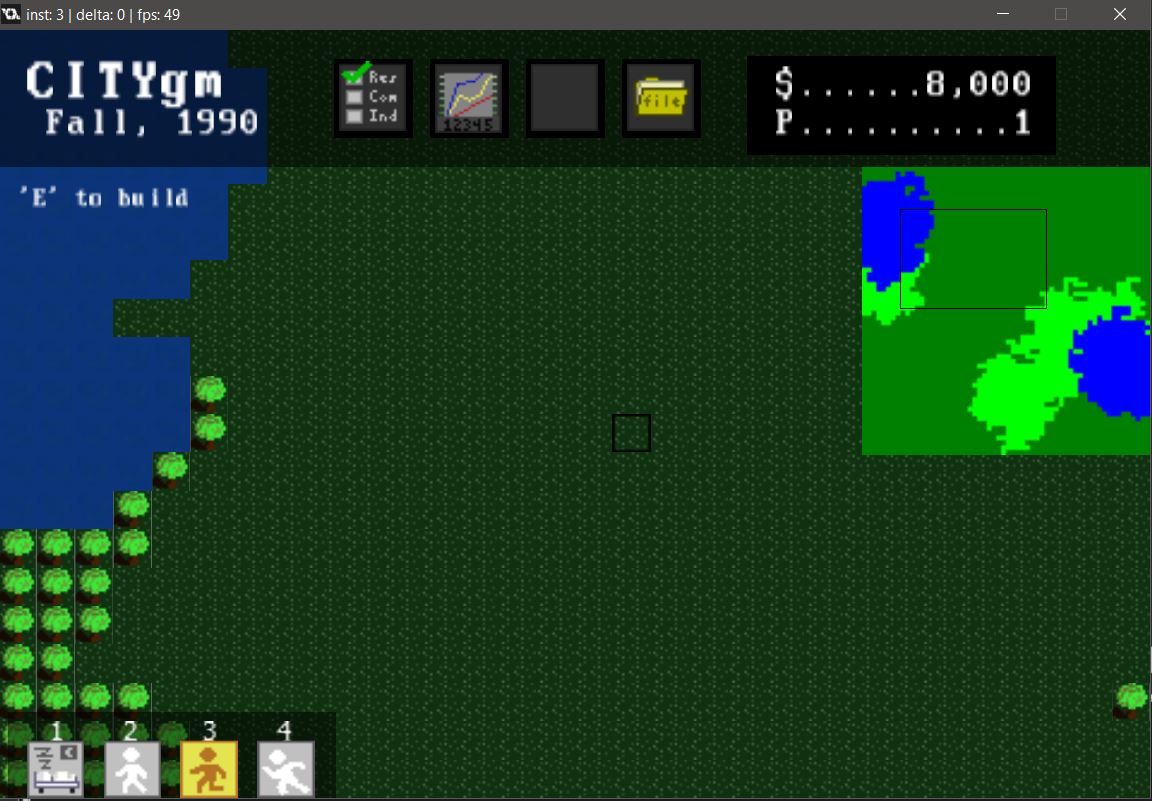 inst: 3 | delta: 0 | fps: 49
CITYgm
Fall, 1990
Res
Com
Ind
12345
file
$......8,000
P..........1
'E' to build
1 2 3 4
z
z